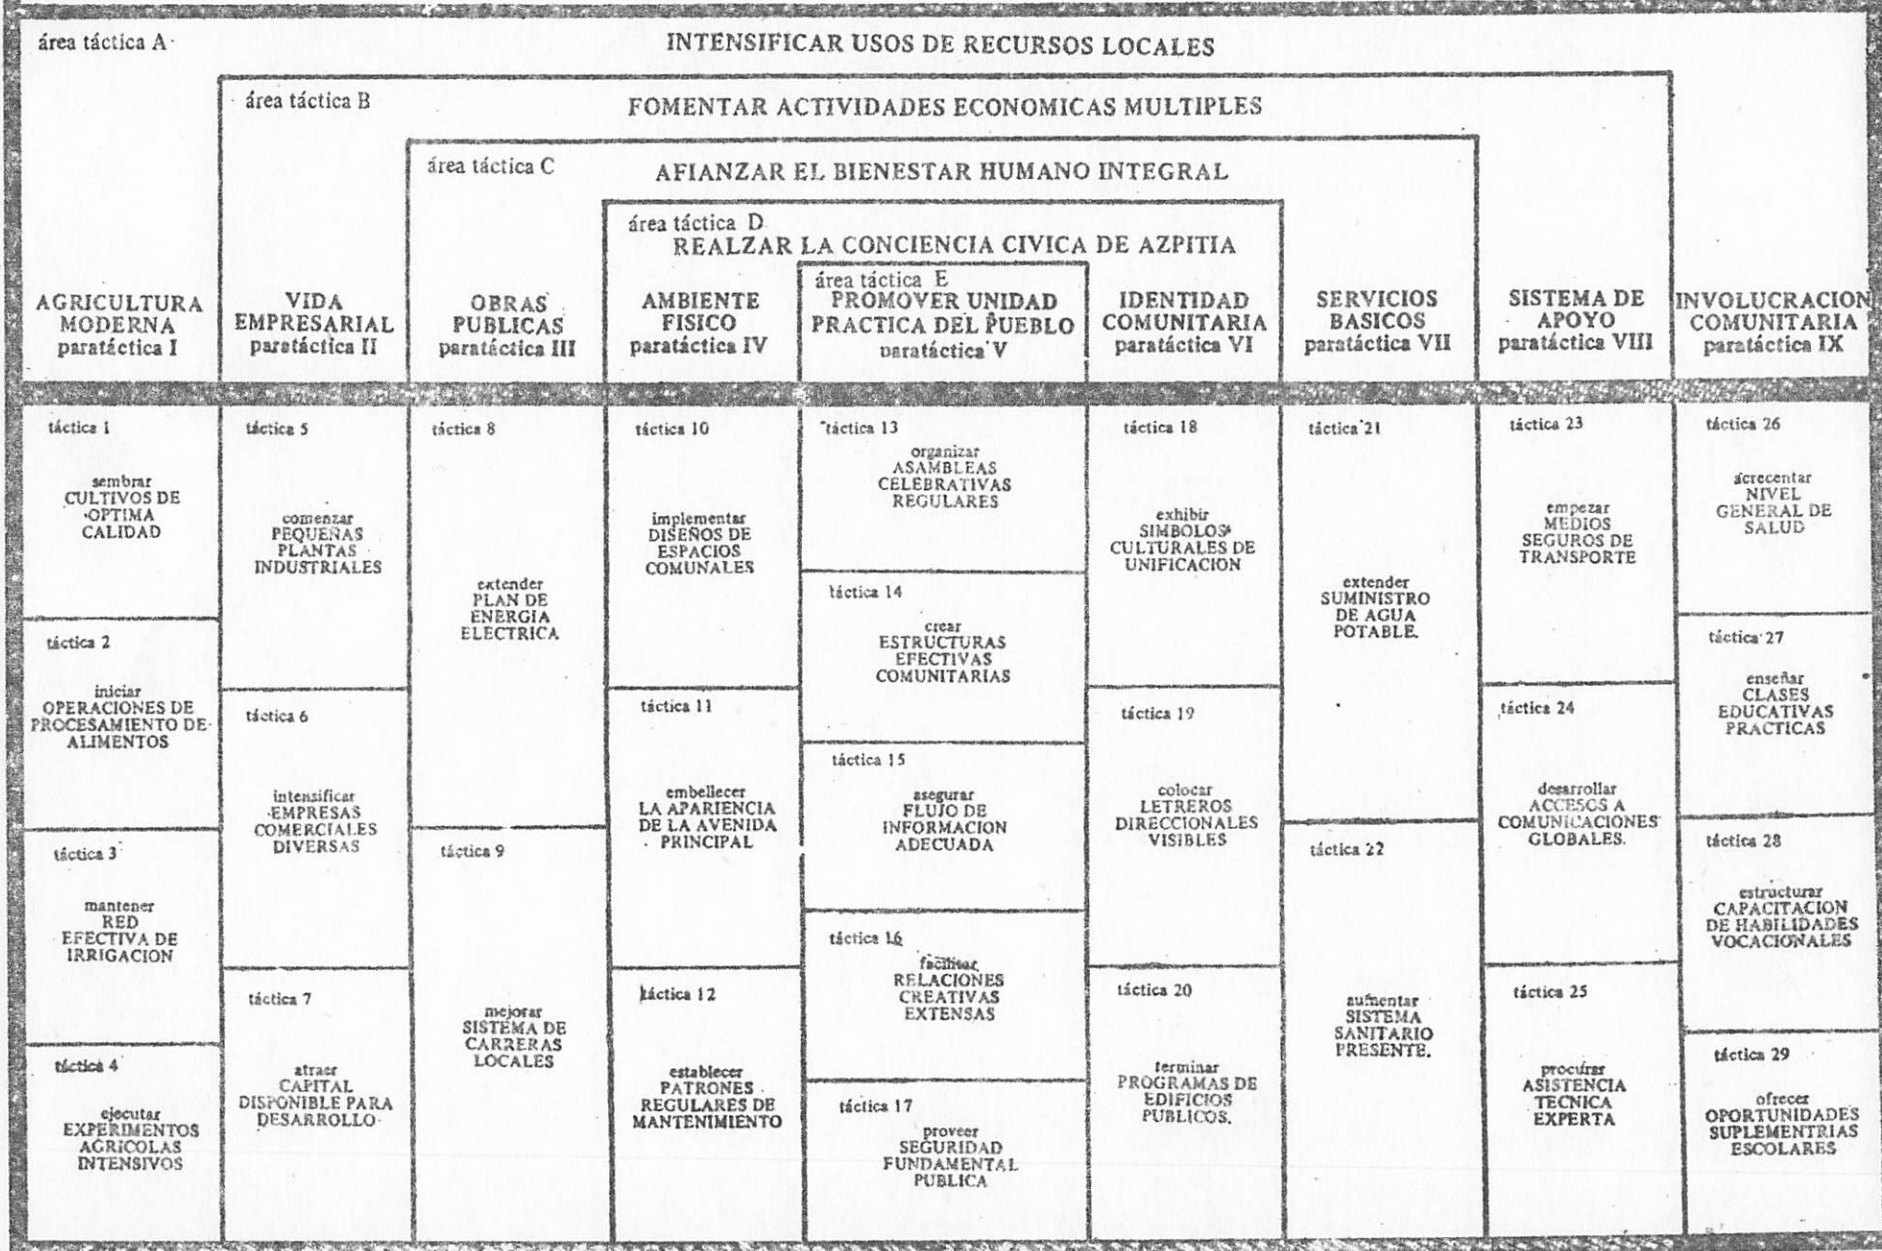 área táctica A
INTENSIFICAR USOS DE RECURSOS LOCALES
área táctica B
FOMENTAR ACTIVIDADES ECONOMICAS MULTIPLES
área táctica C
AFIANZAR EL BIENESTAR HUMANO INTEGRAL
área táctica D
REALZAR LA CONCIENCIA CIVICA DE AZPITIA
área táctica E
AGRICULTURA
MODERNA
paratáctica I
VIDA
EMPRESARIAL
paratáctica II
OBRAS
PUBLICAS
paratáctica III
AMBIENTE
FISICO
paratáctica IV
PROMOVER UNIDAD
PRACTICA DEL PUEBLO
paratáctica V
IDENTIDAD
COMUNITARIA
paratáctica VI
SERVICIOS
BASICOS
paratáctica VII
SISTEMA DE
APOYO
paratáctica VIII
INVOLUCRACION
COMUNITARIA
paratáctica IX
táctica 1
sembrar
CULTIVOS DE
OPTIMA
CALIDAD
táctica 2
iniciar
OPERACIONES DE
PROCESAMIENTO DE
ALIMENTOS
táctica 3
mantener
RED
EFECTIVA DE
IRRIGACION
táctica 4
ejecutar
EXPERIMENTOS
AGRICOLAS
INTENSIVOS
táctica 5
comenzar
PEQUEÑAS
PLANTAS
INDUSTRIALES
táctica 6
intensificar
EMPRESAS
COMERCIALES
DIVERSAS
táctica 7
atraer
CAPITAL
DISPONIBLE PARA
DESARROLLO
táctica 8
extender
PLAN DE
ENERGIA
ELECTRICA
táctica 9
mejorar
SISTEMA DE
CARRERAS
LOCALES
táctica 10
implementar
DISEÑOS DE
ESPACIOS
COMUNALES
táctica 11
embellecer
LA APARIENCIA
DE LA AVENIDA
PRINCIPAL
táctica 12
establecer
PATRONES
REGULARES DE
MANTENIMIENTO
táctica 13
organizar
ASAMBLEAS
CELEBRATIVAS
REGULARES
táctica 14
crear
ESTRUCTURAS
EFECTIVAS
COMUNITARIAS
táctica 15
asegurar
FLUJO DE
INFORMACION
ADECUADA
táctica 16
facilitar
RELACIONES
CREATIVAS
EXTENSAS
táctica 17
proveer
SEGURIDAD
FUNDAMENTAL
PUBLICA
táctica 18
exhibir
SIMBOLOS
CULTURALES DE
UNIFICACION
táctica 19
colocar
LETREROS
DIRECCIONALES
VISIBLES
táctica 20
terminar
PROGRAMAS DE
EDIFICIOS
PUBLICOS.
táctica 21
extender
SUMINISTRO
DE AGUA
POTABLE.
táctica 22
aumentar
SISTEMA
SANITARIO
PRESENTE.
táctica 23
empezar
MEDIOS
SEGUROS DE
TRANSPORTE
táctica 24
desarrollar
ACCESOS A
COMUNICACIONES
GLOBALES.
táctica 25
procurar
ASISTENCIA
TECNICA
EXPERTA
táctica 26
acrecentar
NIVEL
GENERAL DE
SALUD
táctica 27
enseñar
CLASES
EDUCATIVAS
PRACTICAS
táctica 28
estructurar
CAPACITACION
DE HABILIDADES
VOCACIONALES
táctica 29
ofrecer
OPORTUNIDADES
SUPLEMENTRIAS
ESCOLARES